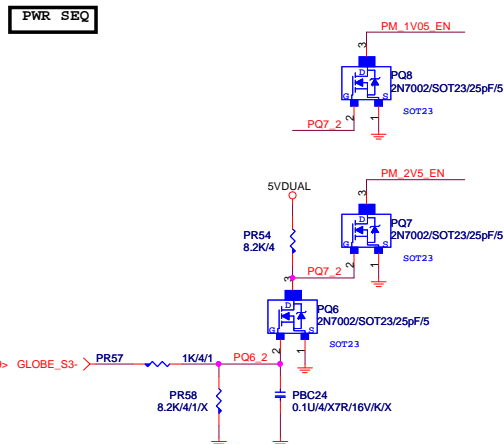 PWR SEQ
PM_1V05_EN
3
D
PQ8
2N7002/SOT23/25pF/5
G
S
SOT23
2
1
PQ7_2
PM_2V5_EN
5VDUAL
3
D
PQ7
2N7002/SOT23/25pF/5
PR54
8.2K/4
G
S
SOT23
2
1
PQ7_2
3
D
PQ6
2N7002/SOT23/25pF/5
G
S
SOT23
2
1
GLOBE_S3-
PR57
1K/4/1
PQ6_2
PR58
8.2K/4/1/X
PBC24
0.1U/4/X7R/16V/K/X